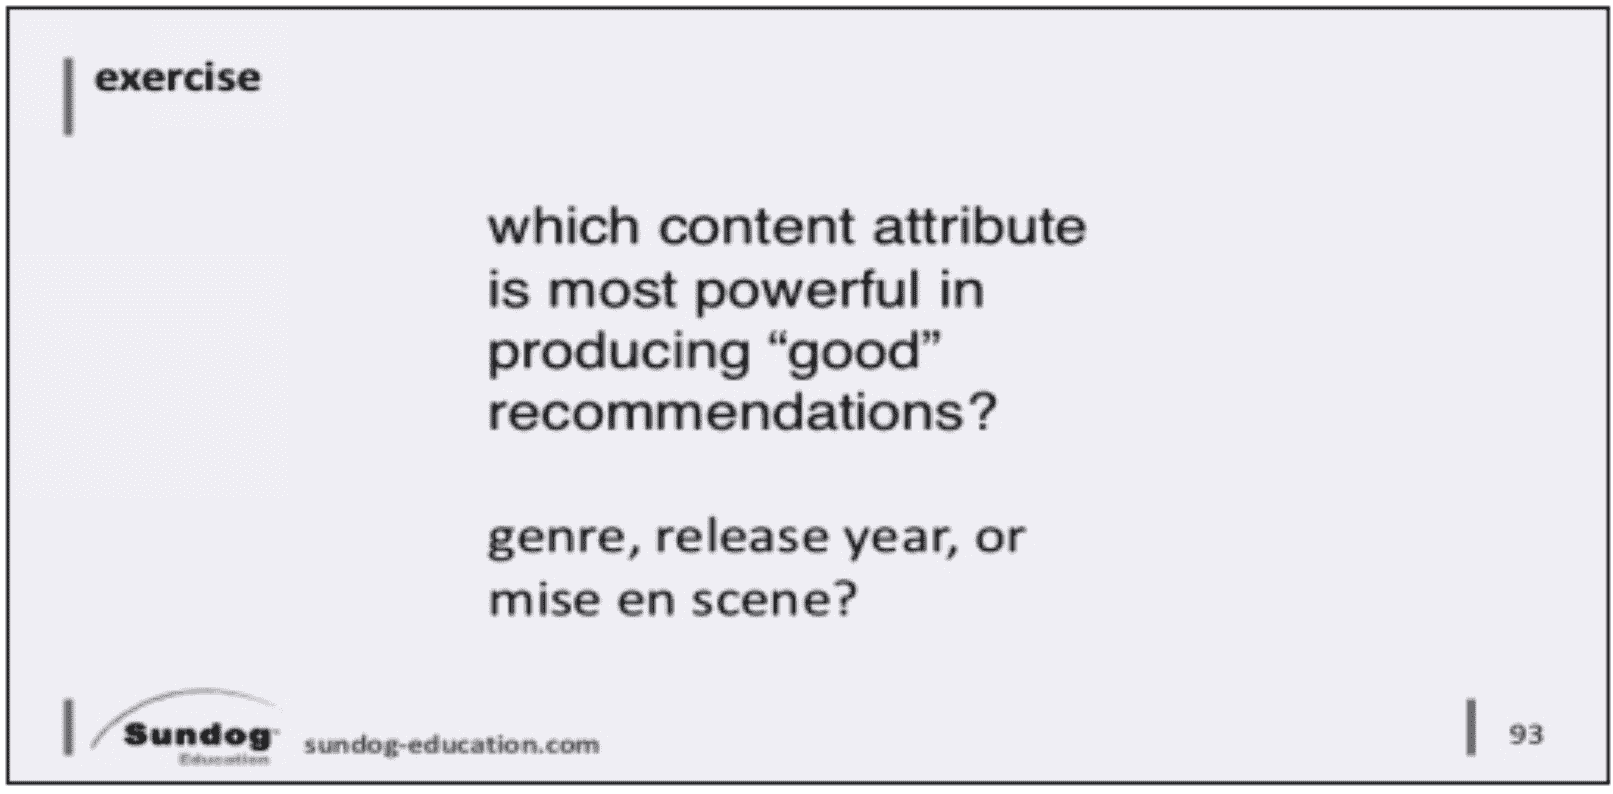 exercise
which content attribute
is most powerful in
producing “good”
recommendations?
genre, release year, or
mise en scene?
Sundog
Education
sundog-education.com
93